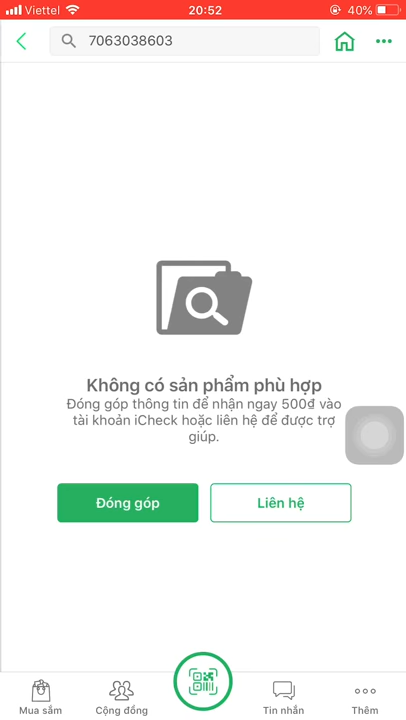 Viettel 20:52 40%
7063038603
Không có sản phẩm phù hợp
Đóng góp thông tin để nhận ngay 500₫ vào
tài khoản iCheck hoặc liên hệ để được trợ
giúp.
Đóng góp Liên hệ
Mua sắm Cộng đồng Tin nhắn Thêm